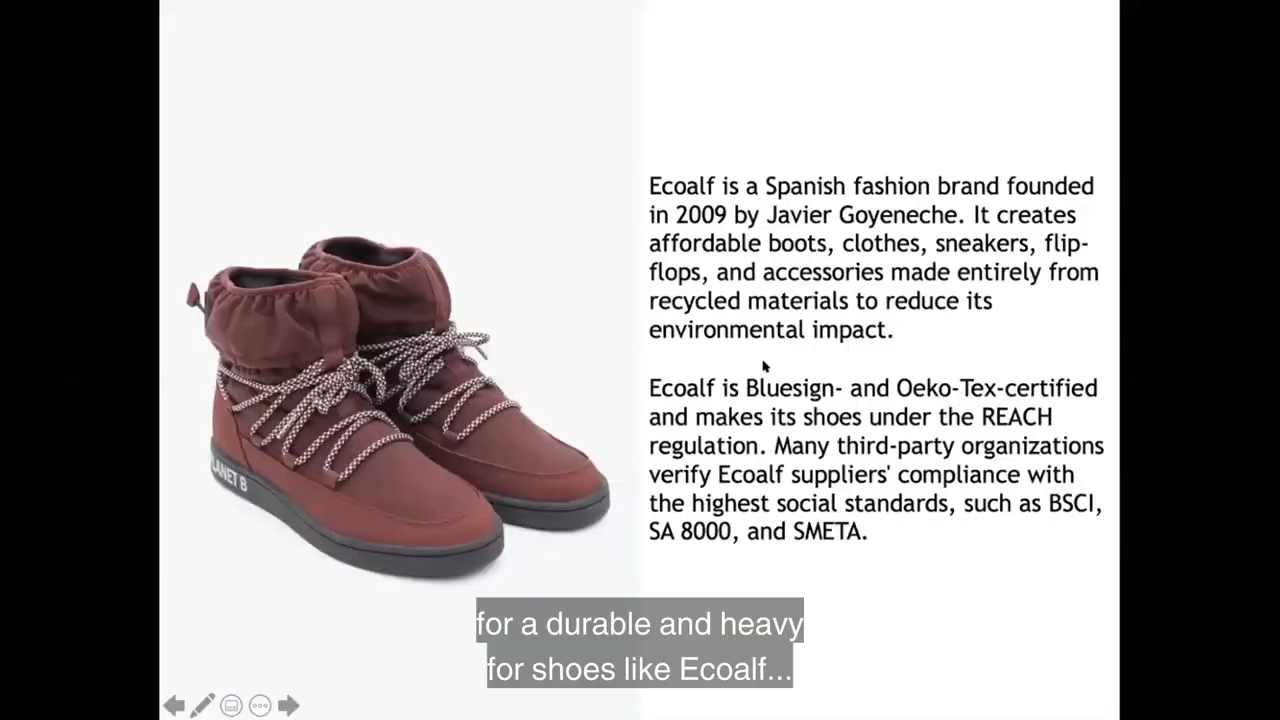 Ecoalf is a Spanish fashion brand founded
in 2009 by Javier Goyeneche. It creates
affordable boots, clothes, sneakers, flip-
flops, and accessories made entirely from
recycled materials to reduce its
environmental impact.
Ecoalf is Bluesign- and Oeko-Tex-certified
and makes its shoes under the REACH
regulation. Many third-party organizations
verify Ecoalf suppliers' compliance with
the highest social standards, such as BSCI,
SA 8000, and SMETA.
LANET B
for a durable and heavy
for shoes like Ecoalf...